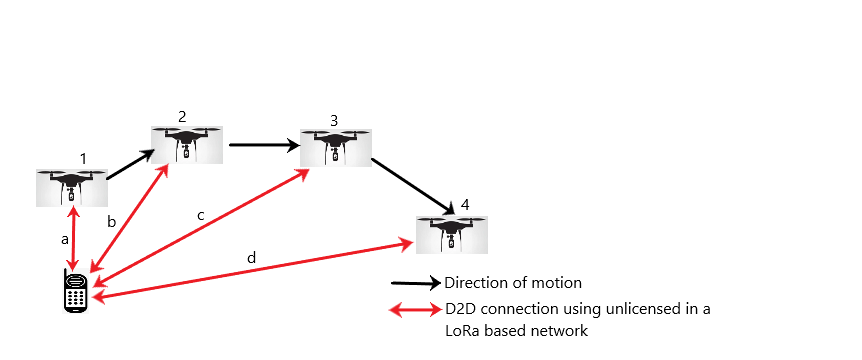 1
2
3
4
a
b
c
d
Direction of motion
D2D connection using unlicensed in a
LoRa based network